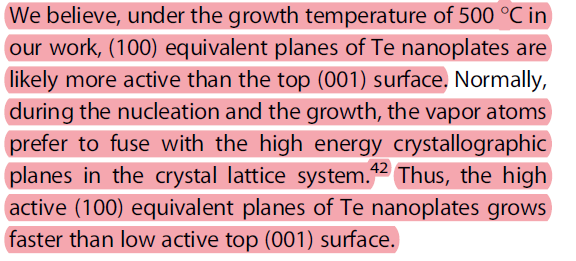 We believe, under the growth temperature of 500 °C in
our work, (100) equivalent planes of Te nanoplates are
likely more active than the top (001) surface. Normally,
during the nucleation and the growth, the vapor atoms
prefer to fuse with the high energy crystallographic
planes in the crystal lattice system.⁴² Thus, the high
active (100) equivalent planes of Te nanoplates grows
faster than low active top (001) surface.